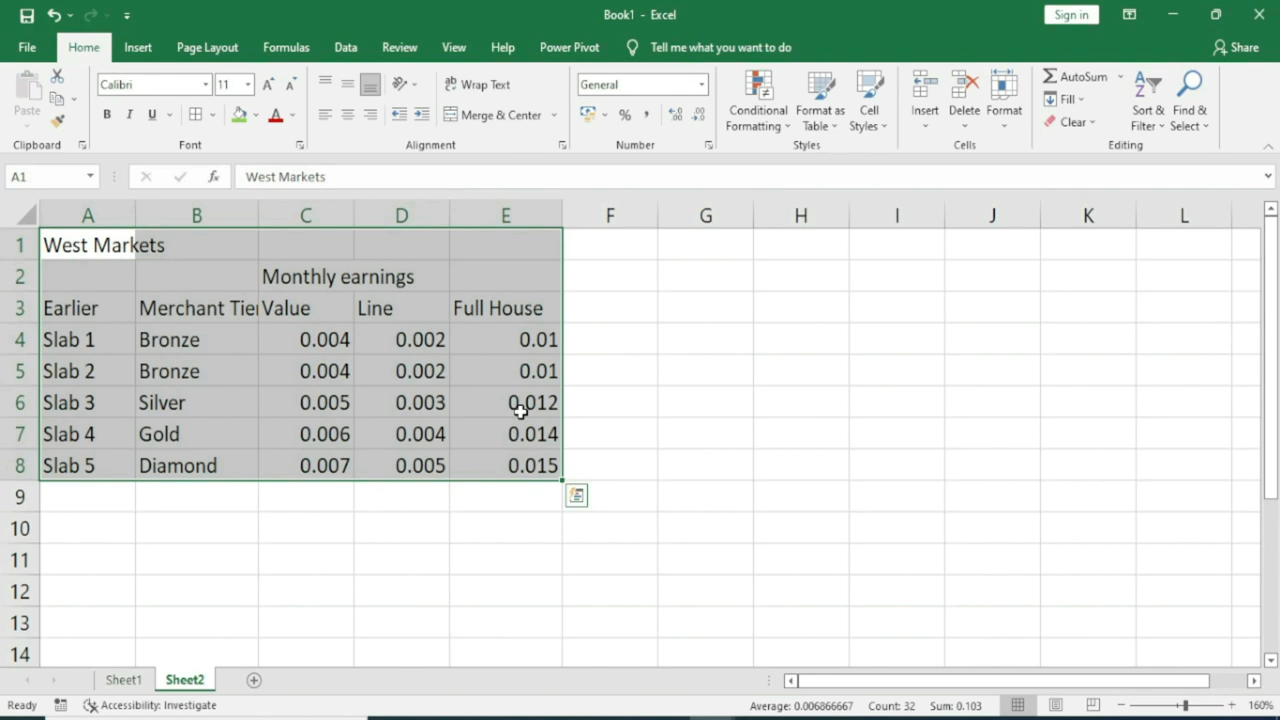 Book1 - Excel
Sign in
File Home Insert Page Layout Formulas Data Review View Help Power Pivot Tell me what you want to do Share
Paste
Clipboard
Calibri 11
B I U
Font
Wrap Text
Merge & Center
Alignment
General
%
Number
Conditional Formatting
Format as Table
Cell Styles
Styles
Insert Delete Format
Cells
AutoSum
Fill
Clear
Sort & Filter
Find & Select
Editing
A1 fx West Markets
A B C D E F G H I J K L
1 West Markets
2 Monthly earnings
3 Earlier Merchant Tier Value Line Full House
4 Slab 1 Bronze 0.004 0.002 0.01
5 Slab 2 Bronze 0.004 0.002 0.01
6 Slab 3 Silver 0.005 0.003 0.012
7 Slab 4 Gold 0.006 0.004 0.014
8 Slab 5 Diamond 0.007 0.005 0.015
9
10
11
12
13
14
Sheet1 Sheet2
Ready Accessibility: Investigate Average: 0.006866667 Count: 32 Sum: 0.103 160%